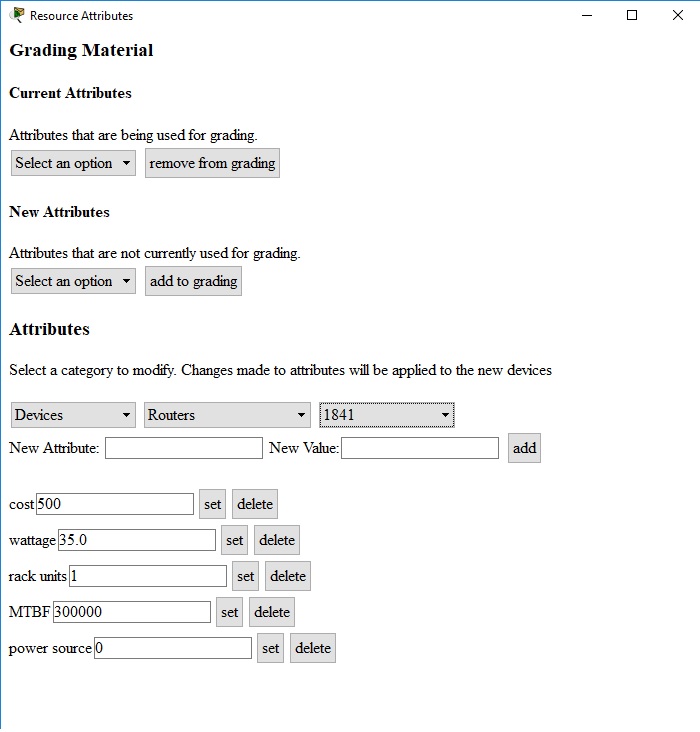 Resource Attributes
Grading Material
Current Attributes
Attributes that are being used for grading.
Select an option remove from grading
New Attributes
Attributes that are not currently used for grading.
Select an option add to grading
Attributes
Select a category to modify. Changes made to attributes will be applied to the new devices
Devices Routers 1841
New Attribute: New Value: add
cost 500 set delete
wattage 35.0 set delete
rack units 1 set delete
MTBF 300000 set delete
power source 0 set delete